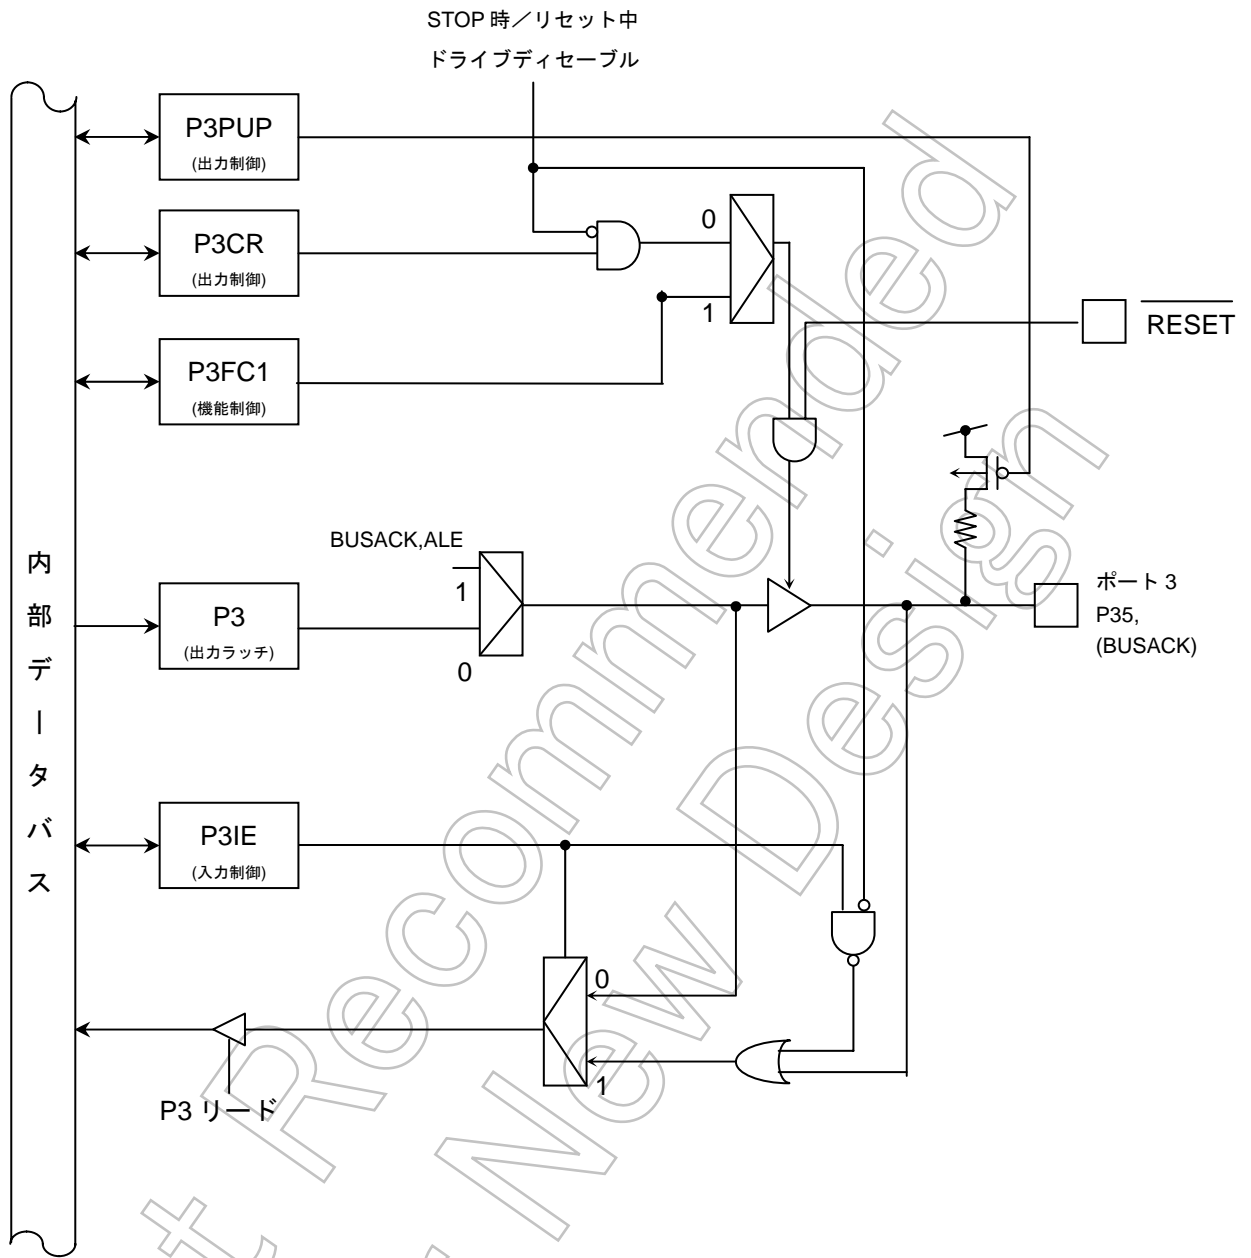 STOP 時／リセット中
ドライブディセーブル
P3PUP
(出力制御)
P3CR
(出力制御)
0
1
RESET
P3FC1
(機能制御)
BUSACK,ALE
1
0
P3
(出力ラッチ)
ポート 3
P35,
(BUSACK)
内部データバス
P3IE
(入力制御)
0
1
P3 リード
t Recommended
New Design